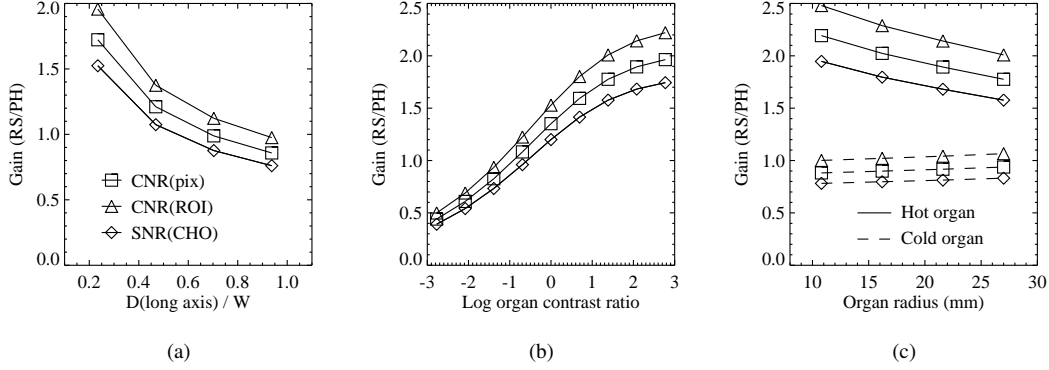 2.0
1.5
1.0
0.5
0.0
Gain (RS/PH)
CNR(pix)
CNR(ROI)
SNR(CHO)
0.2 0.4 0.6 0.8 1.0
D(long axis) / W
(a)
2.5
2.0
1.5
1.0
0.5
0.0
Gain (RS/PH)
-3 -2 -1 0 1 2 3
Log organ contrast ratio
(b)
2.5
2.0
1.5
1.0
0.5
0.0
Gain (RS/PH)
Hot organ
Cold organ
10 15 20 25 30
Organ radius (mm)
(c)